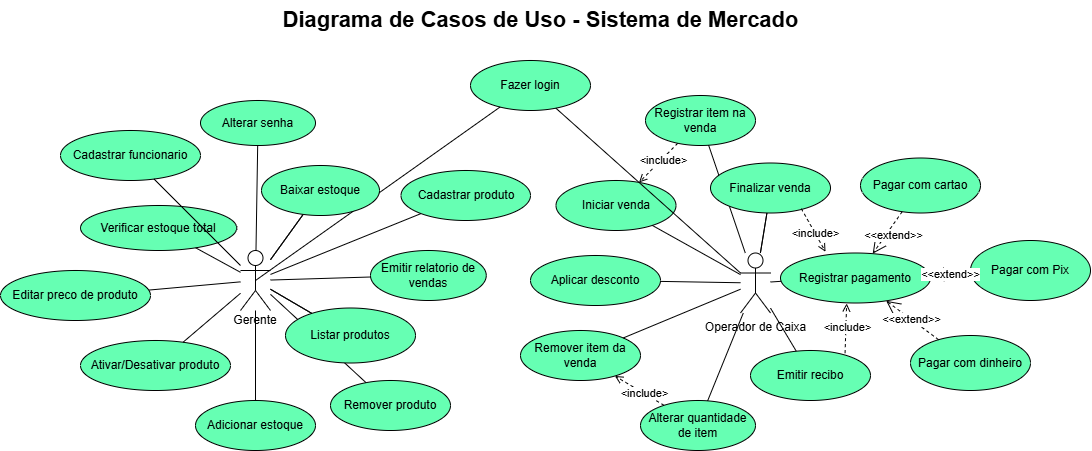 Diagrama de Casos de Uso - Sistema de Mercado
Fazer login
Alterar senha
Registrar item na
venda
Cadastrar funcionario
<include>
Baixar estoque
Cadastrar produto
Finalizar venda
Pagar com cartao
Iniciar venda
Verificar estoque total
<include>
<<extend>>
Emitir relatorio de
vendas
Aplicar desconto
Registrar pagamento
<<extend>>
Pagar com Pix
Editar preco de produto
Gerente
Listar produtos
Operador de Caixa
<include>
<<extend>>
Remover item da
venda
Ativar/Desativar produto
Emitir recibo
Pagar com dinheiro
<include>
Remover produto
Adicionar estoque
Alterar quantidade
de item